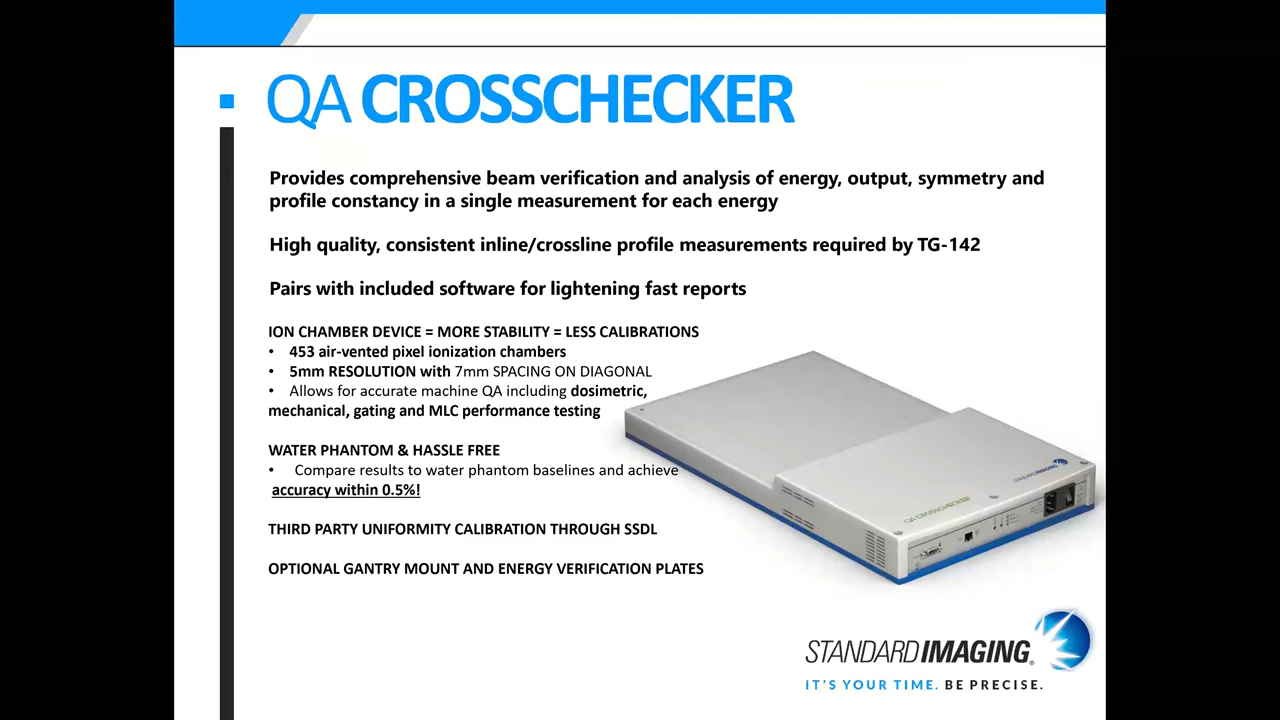 QA CROSSCHECKER
Provides comprehensive beam verification and analysis of energy, output, symmetry and
profile constancy in a single measurement for each energy
High quality, consistent inline/crossline profile measurements required by TG-142
Pairs with included software for lightening fast reports
ION CHAMBER DEVICE = MORE STABILITY = LESS CALIBRATIONS
• 453 air-vented pixel ionization chambers
• 5mm RESOLUTION with 7mm SPACING ON DIAGONAL
• Allows for accurate machine QA including dosimetric,
mechanical, gating and MLC performance testing
WATER PHANTOM & HASSLE FREE
• Compare results to water phantom baselines and achieve
accuracy within 0.5%!
THIRD PARTY UNIFORMITY CALIBRATION THROUGH SSDL
OPTIONAL GANTRY MOUNT AND ENERGY VERIFICATION PLATES
STANDARD IMAGING
QA CROSSCHECKER
STANDARD IMAGING®
IT'S YOUR TIME. BE PRECISE.